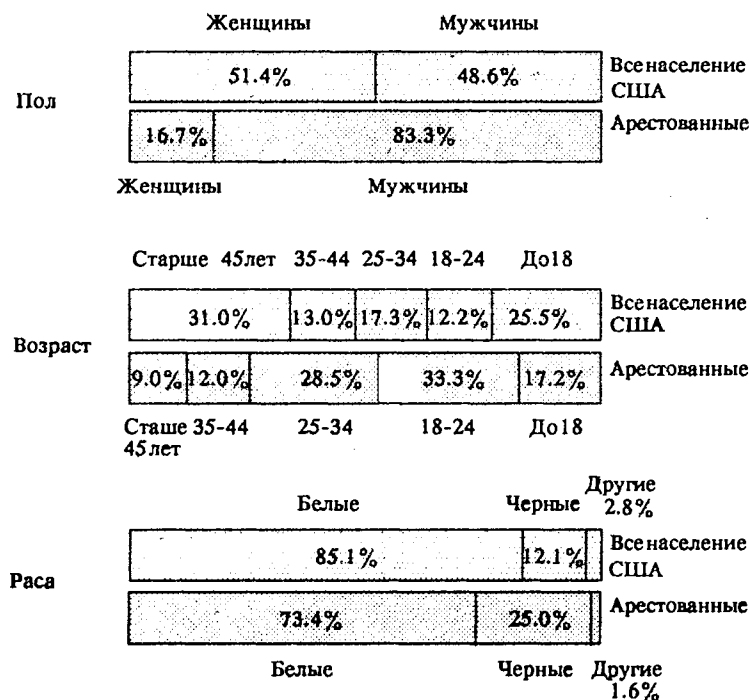 Женщины Мужчины
51.4% 48.6% Все население
США
Пол
16.7% 83.3% Арестованные
Женщины Мужчины
Старше 45лет 35-44 25-34 18-24 До18
31.0% 13.0% 17.3% 12.2% 25.5% Все население
США
Возраст
9.0% 12.0% 28.5% 33.3% 17.2% Арестованные
Сташе 35-44 25-34 18-24 До18
45лет
Белые Черные Другие
2.8%
85.1% 12.1% Все население
США
Раса
73.4% 25.0% Арестованные
Белые Черные Другие
1.6%